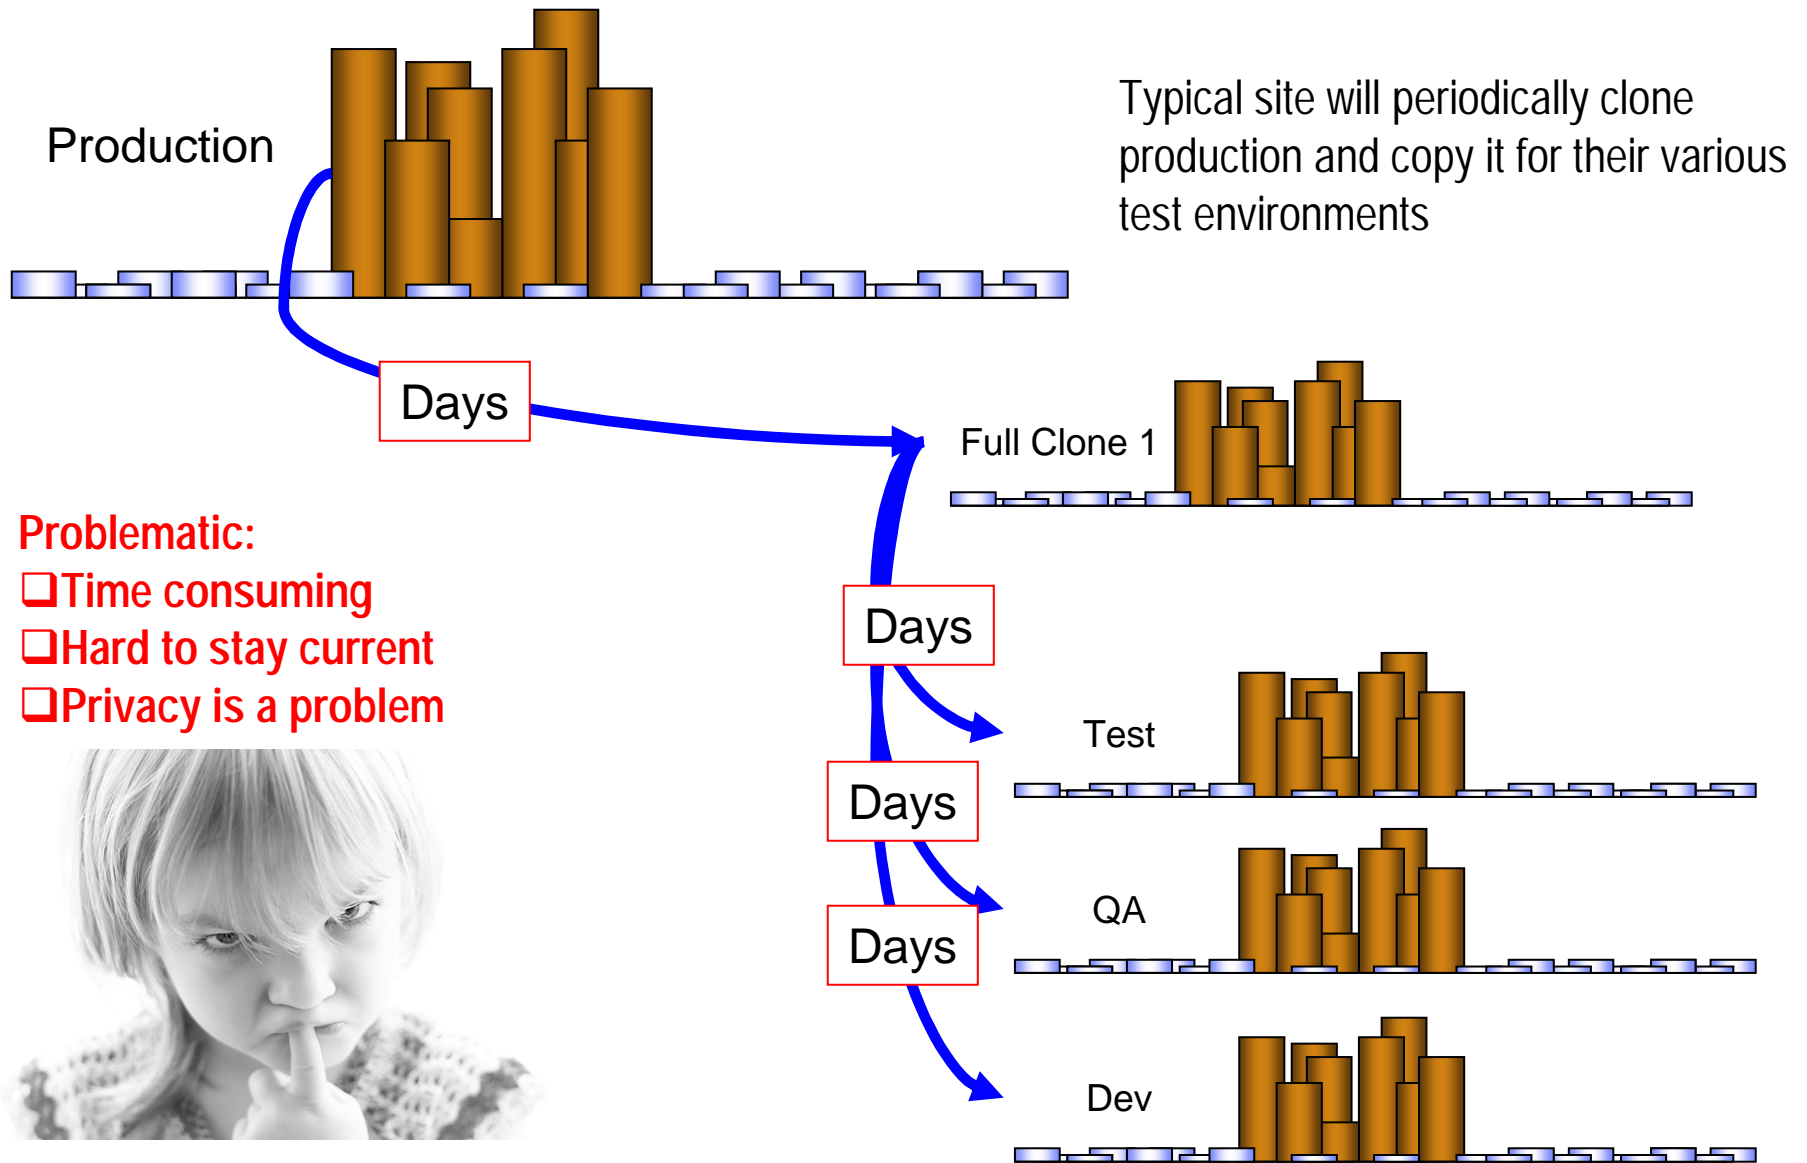 Production
Typical site will periodically clone
production and copy it for their various
test environments
Days
Full Clone 1
Problematic:
❑Time consuming
❑Hard to stay current
❑Privacy is a problem
Days
Test
Days
QA
Days
Dev